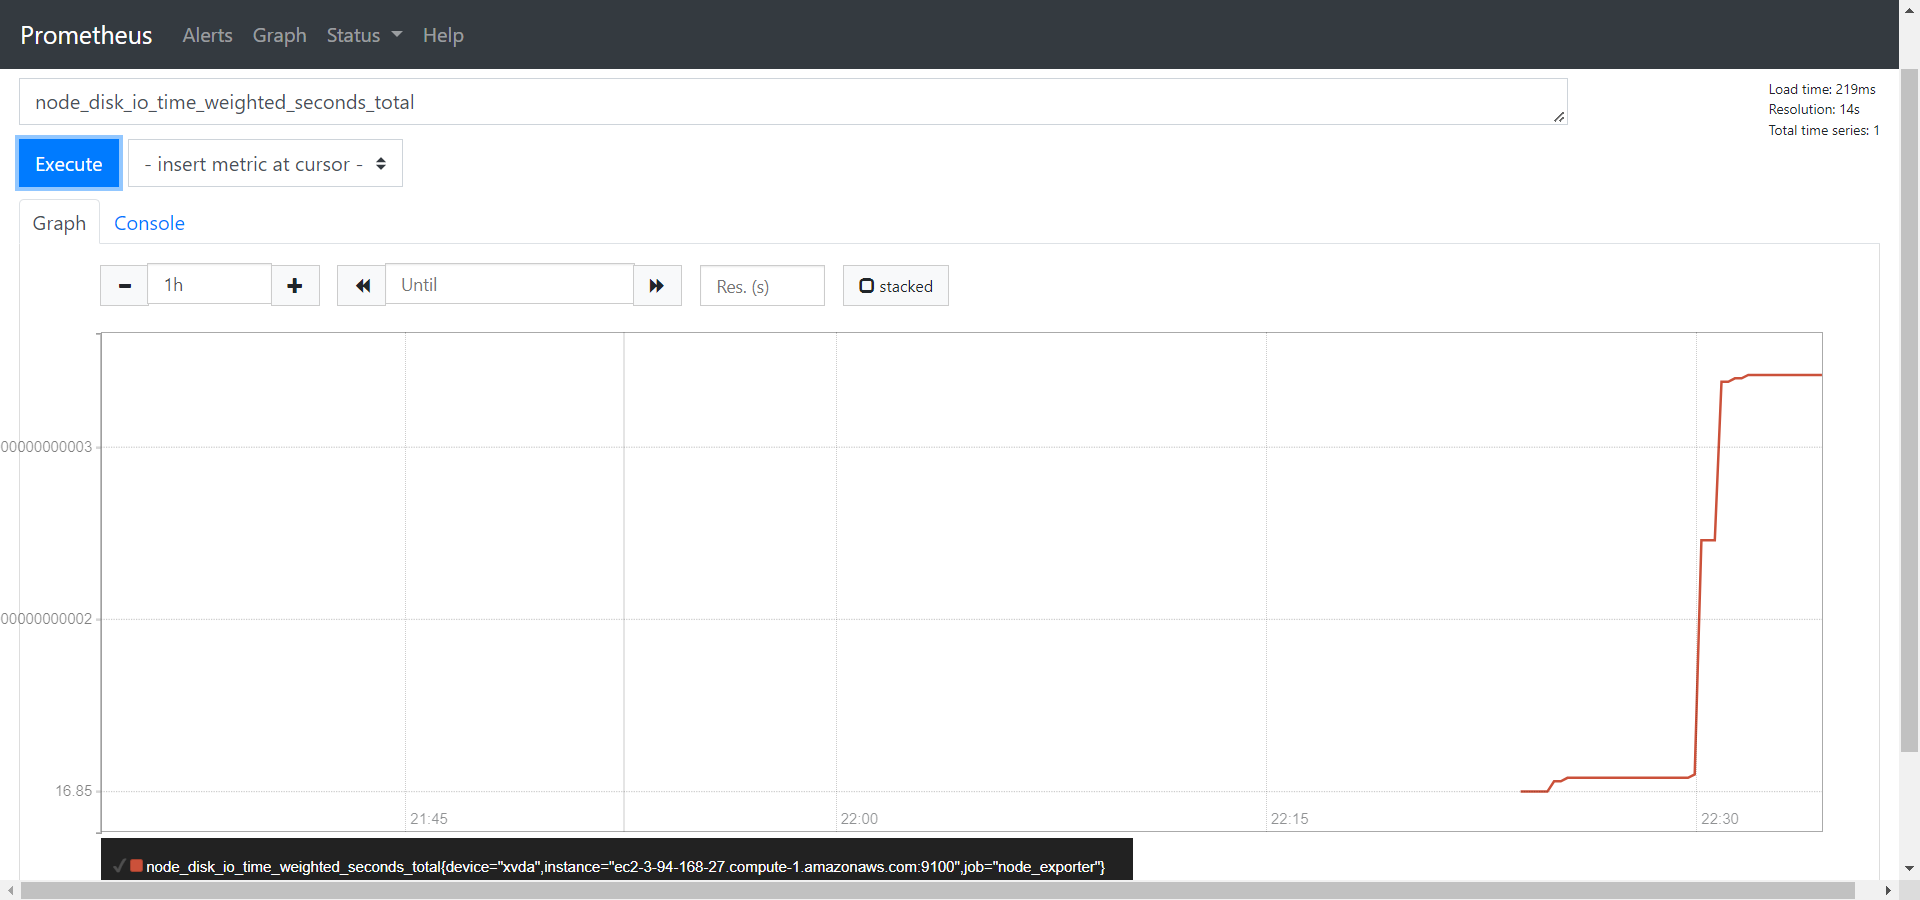 Prometheus Alerts Graph Status Help
node_disk_io_time_weighted_seconds_total
Load time: 219ms
Resolution: 14s
Total time series: 1
Execute - insert metric at cursor -
Graph Console
1h Until Res. (s) stacked
00000000003
00000000002
16.85
21:45 22:00 22:15 22:30
node_disk_io_time_weighted_seconds_total{device="xvda",instance="ec2-3-94-168-27.compute-1.amazonaws.com:9100",job="node_exporter"}